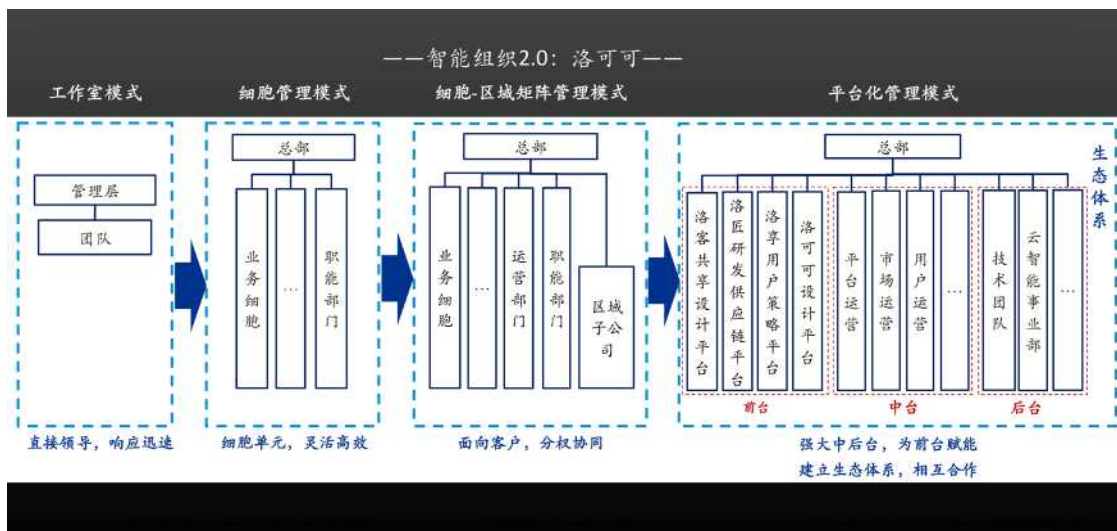 ——智能组织2.0：洛可可——
工作室模式
细胞管理模式
细胞-区域矩阵管理模式
平台化管理模式
管理层
团队
直接领导，响应迅速
总部
业务细胞
…
职能部门
细胞单元，灵活高效
总部
业务细胞
…
运营部门
职能部门
区域
子公
司
面向客户，分权协同
总部
生态体系
洛客共享设计平台
洛匠研发供应链平台
洛享用户策略平台
洛可可设计平台
前台
平台运营
市场运营
用户运营
…
中台
技术团队
云智能事业部
…
后台
强大中后台，为前台赋能
建立生态体系，相互合作